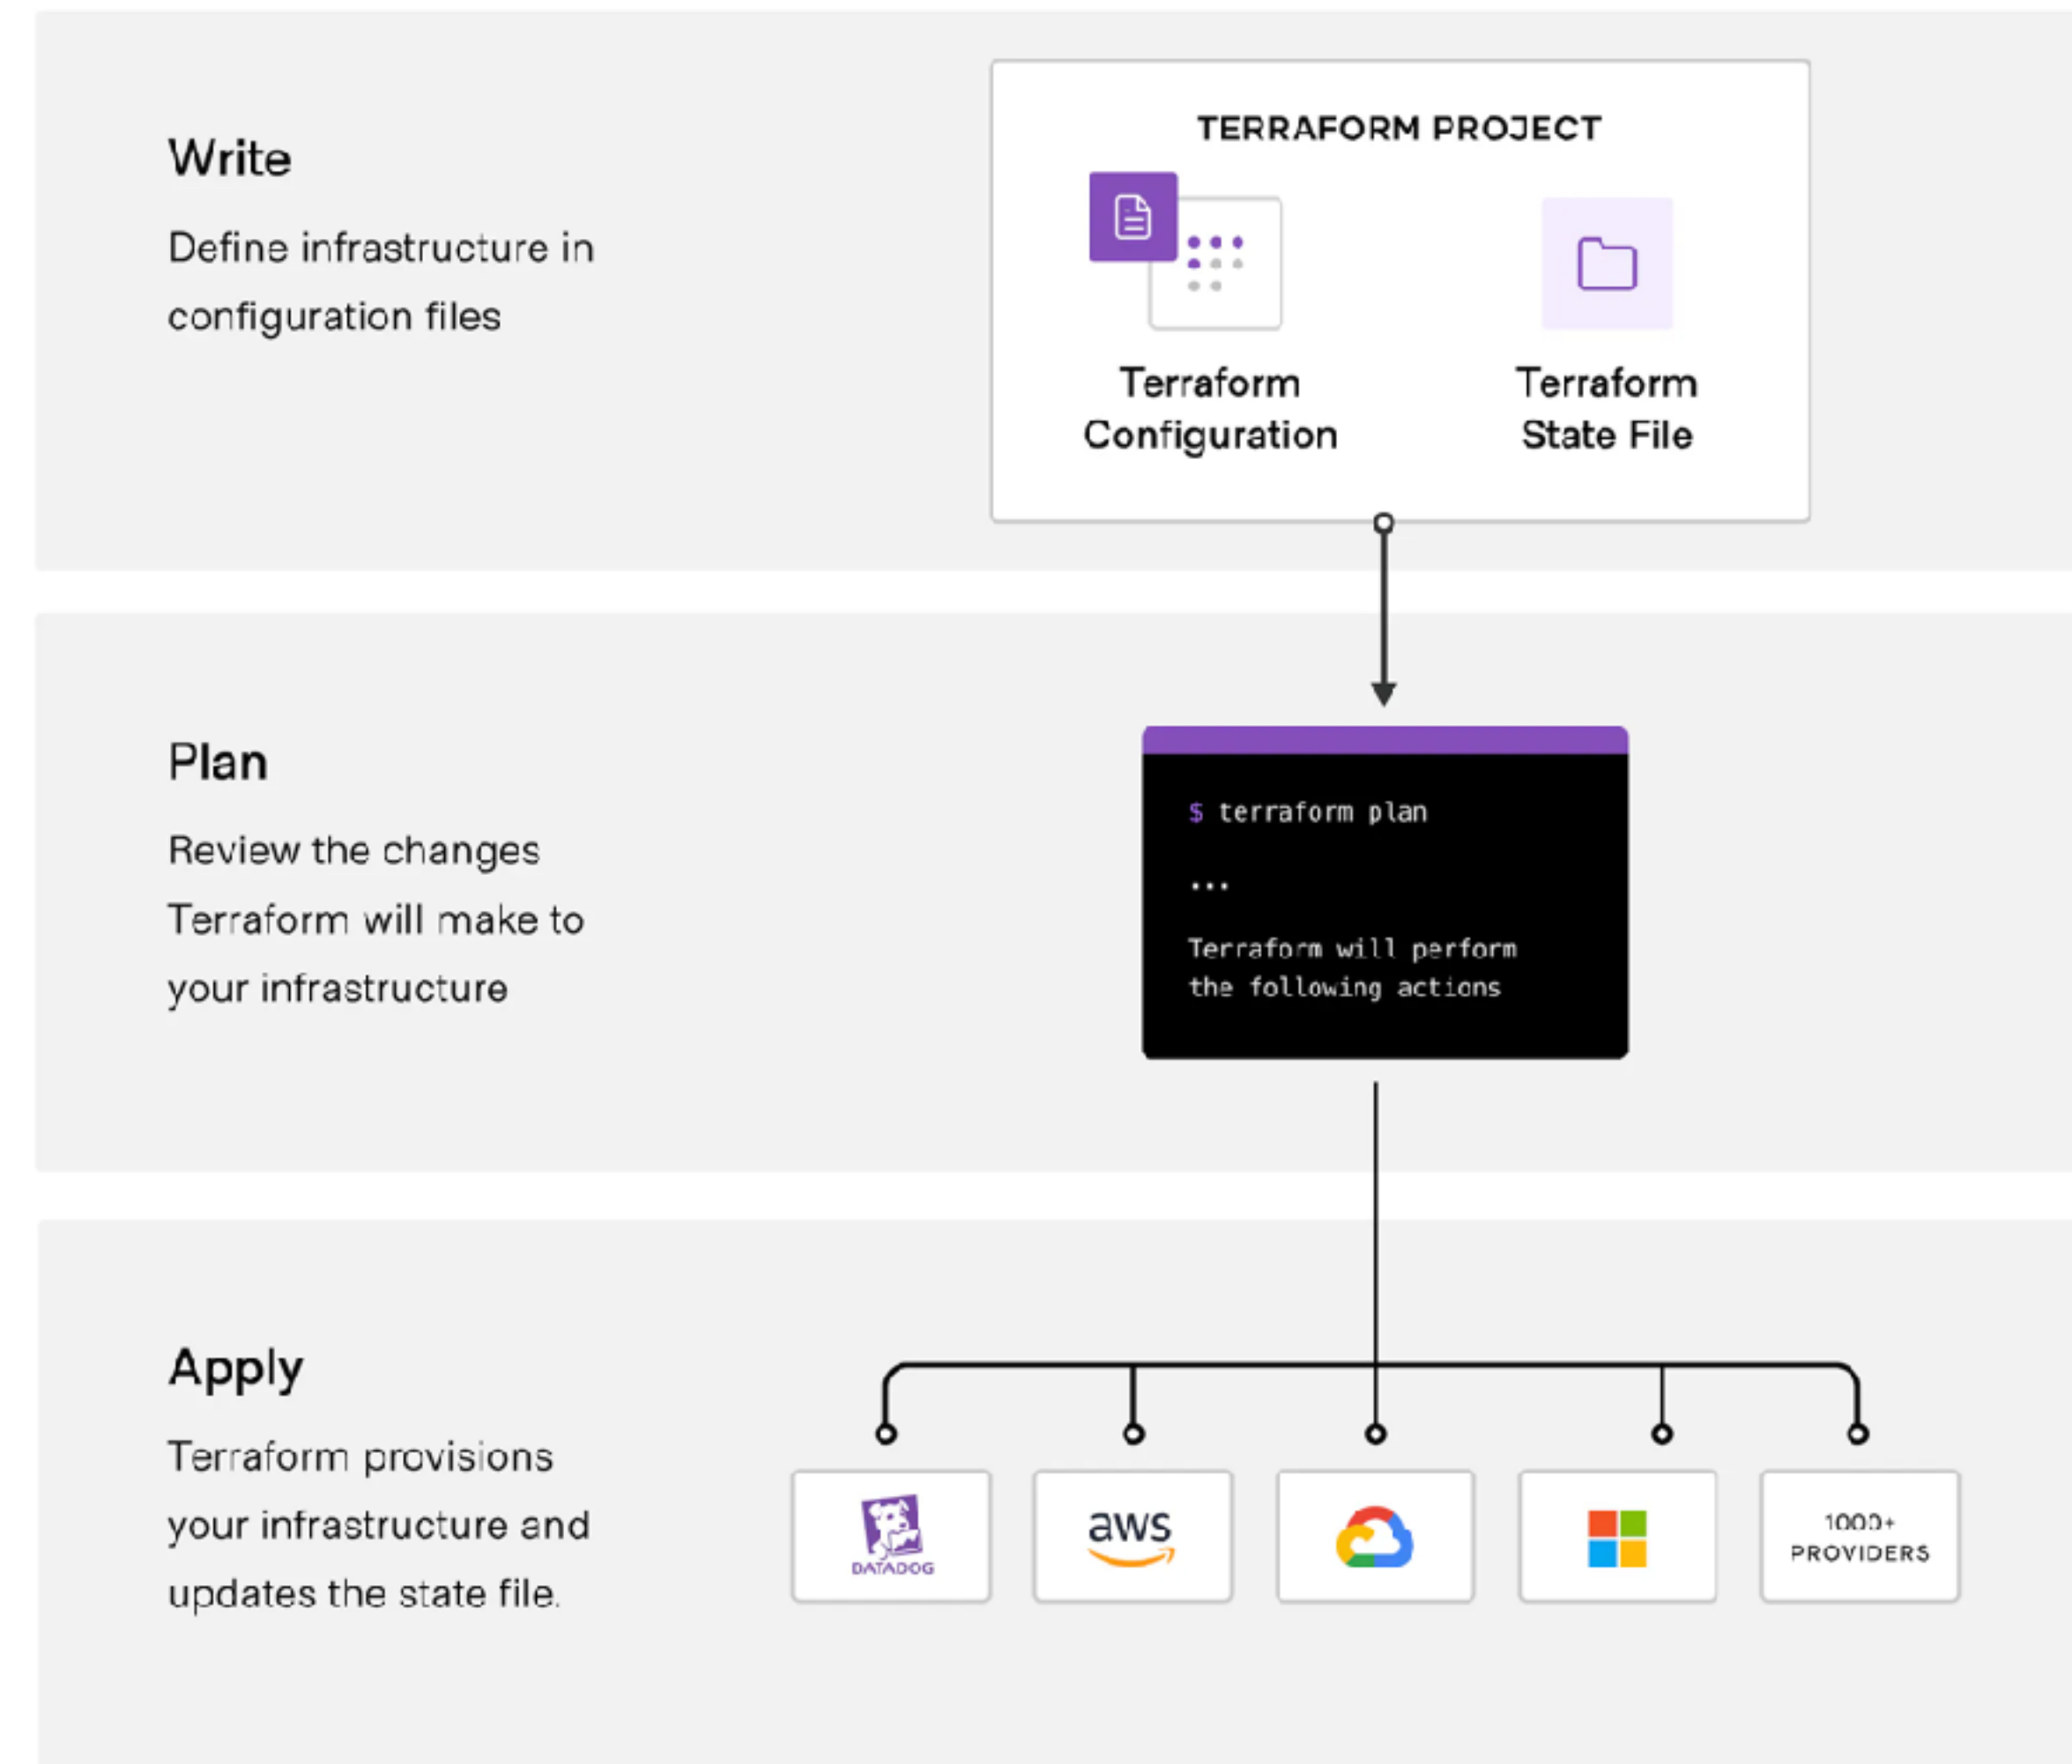 Write
Define infrastructure in
configuration files
TERRAFORM PROJECT
Terraform
Configuration
Terraform
State File
Plan
Review the changes
Terraform will make to
your infrastructure
$ terraform plan
...
Terraform will perform
the following actions
Apply
Terraform provisions
your infrastructure and
updates the state file.
DATADOG
aws
1000+
PROVIDERS